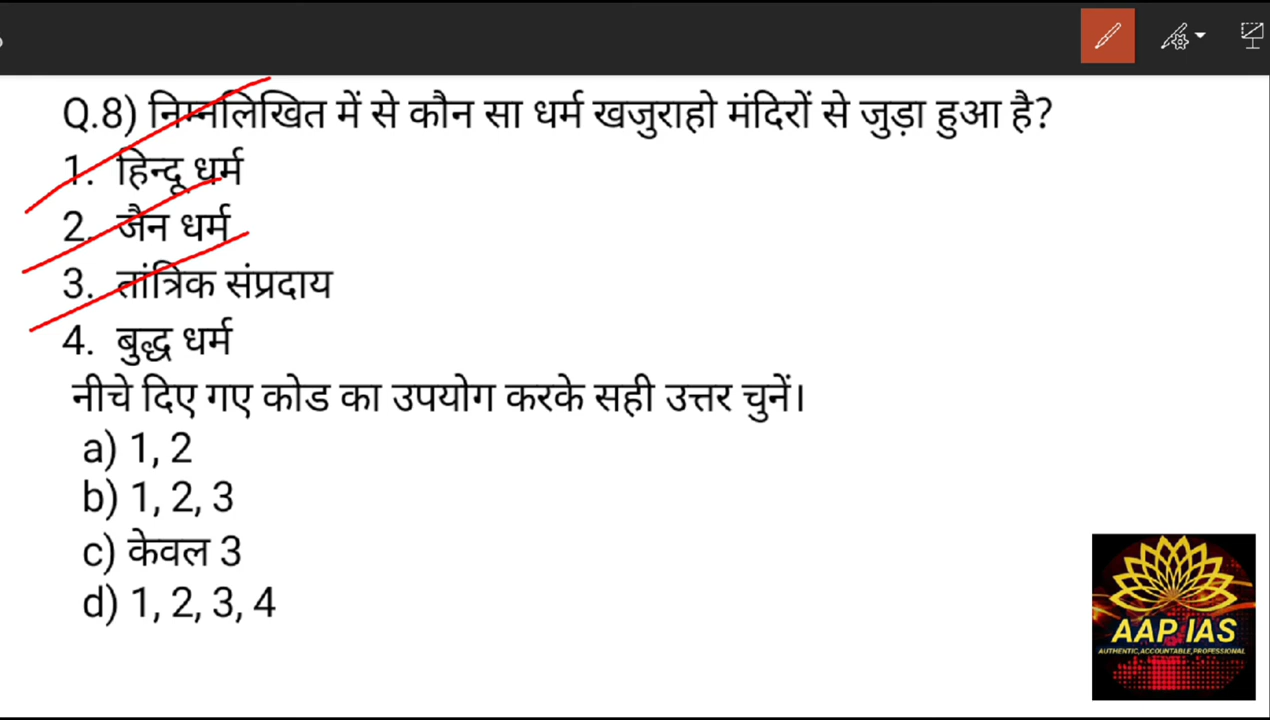 Q.8) निम्नलिखित में से कौन सा धर्म खजुराहो मंदिरों से जुड़ा हुआ है?
1. हिन्दू धर्म
2. जैन धर्म
3. तांत्रिक संप्रदाय
4. बुद्ध धर्म
नीचे दिए गए कोड का उपयोग करके सही उत्तर चुनें।
a) 1, 2
b) 1, 2, 3
c) केवल 3
d) 1, 2, 3, 4
AAP IAS
AUTHENTIC,ACCOUNTABLE,PROFESSIONAL